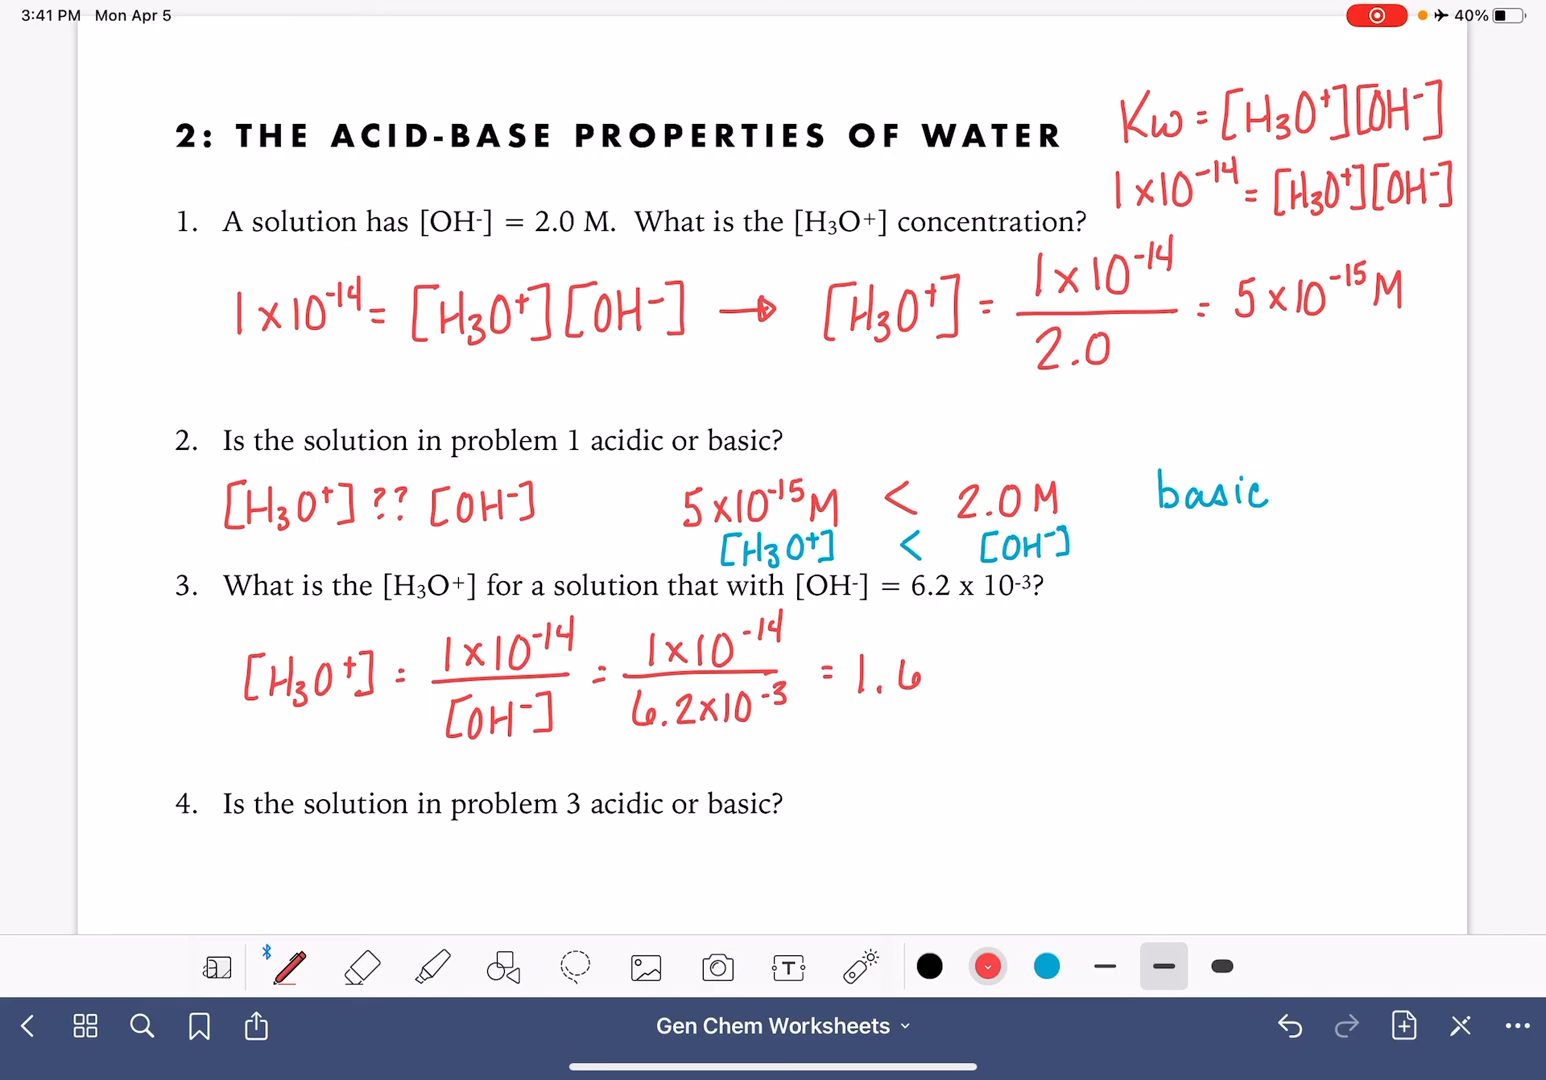 3:41 PM Mon Apr 5
40%
2: THE ACID-BASE PROPERTIES OF WATER
Kw = [H₃O⁺][OH⁻]
1 x 10⁻¹⁴ = [H₃O⁺][OH⁻]
1. A solution has [OH-] = 2.0 M. What is the [H₃O+] concentration?
1 x 10⁻¹⁴ = [H₃O⁺][OH⁻] → [H₃O⁺] = 1 x 10⁻¹⁴ / 2.0 = 5 x 10⁻¹⁵ M
2. Is the solution in problem 1 acidic or basic?
[H₃O⁺] ?? [OH⁻] 5 x 10⁻¹⁵ M < 2.0 M basic
[H₃O⁺] < [OH⁻]
3. What is the [H₃O+] for a solution that with [OH-] = 6.2 x 10⁻³?
[H₃O⁺] = 1 x 10⁻¹⁴ / [OH⁻] = 1 x 10⁻¹⁴ / 6.2 x 10⁻³ = 1.6
4. Is the solution in problem 3 acidic or basic?
Gen Chem Worksheets